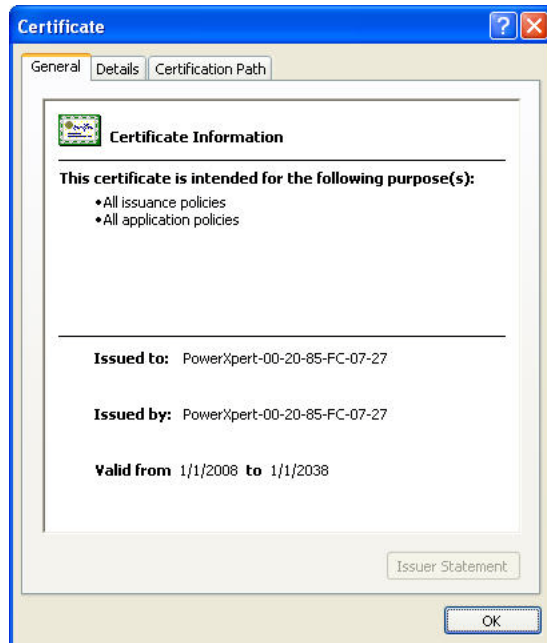 Certificate
General Details Certification Path
Certificate Information
This certificate is intended for the following purpose(s):
•All issuance policies
•All application policies
Issued to: PowerXpert-00-20-85-FC-07-27
Issued by: PowerXpert-00-20-85-FC-07-27
Valid from 1/1/2008 to 1/1/2038
Issuer Statement
OK